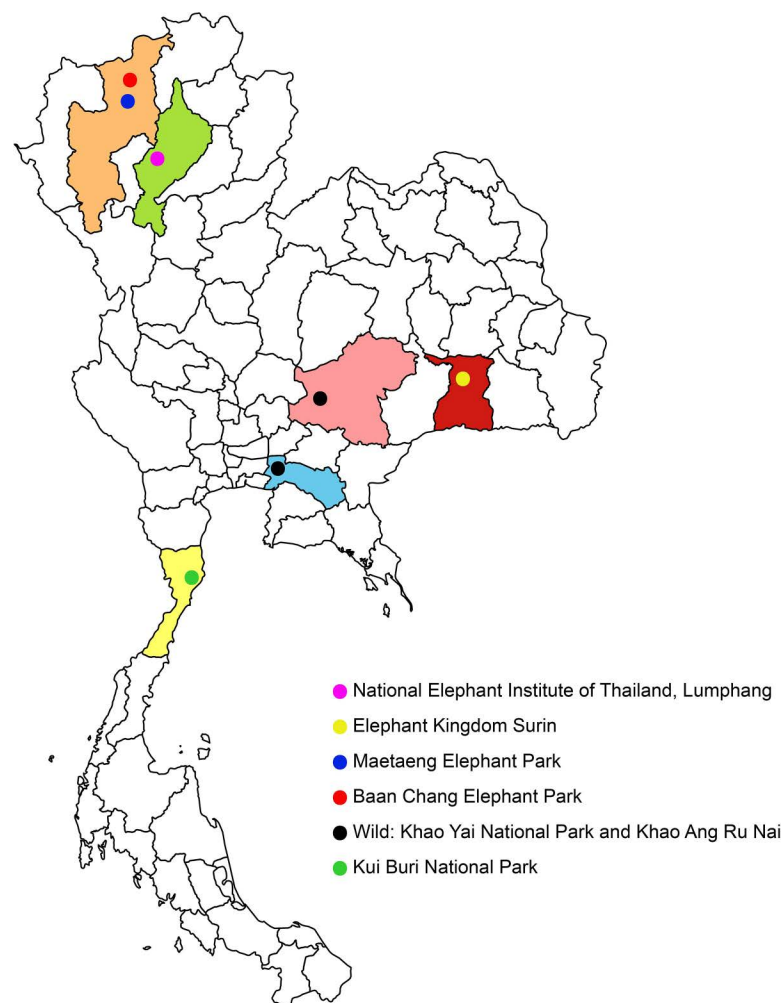 National Elephant Institute of Thailand, Lumphang
Elephant Kingdom Surin
Maetaeng Elephant Park
Baan Chang Elephant Park
Wild: Khao Yai National Park and Khao Ang Ru Nai
Kui Buri National Park